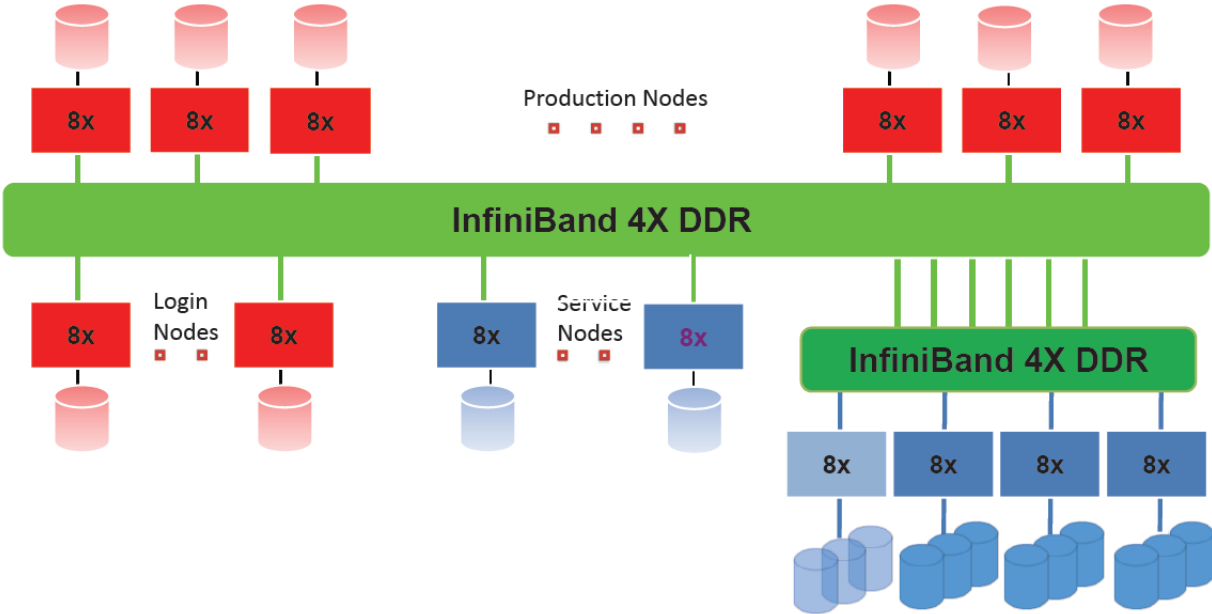 8x 8x 8x 8x 8x 8x
Production Nodes
InfiniBand 4X DDR
Login
Nodes
Service
Nodes
8x 8x 8x 8x
InfiniBand 4X DDR
8x 8x 8x 8x